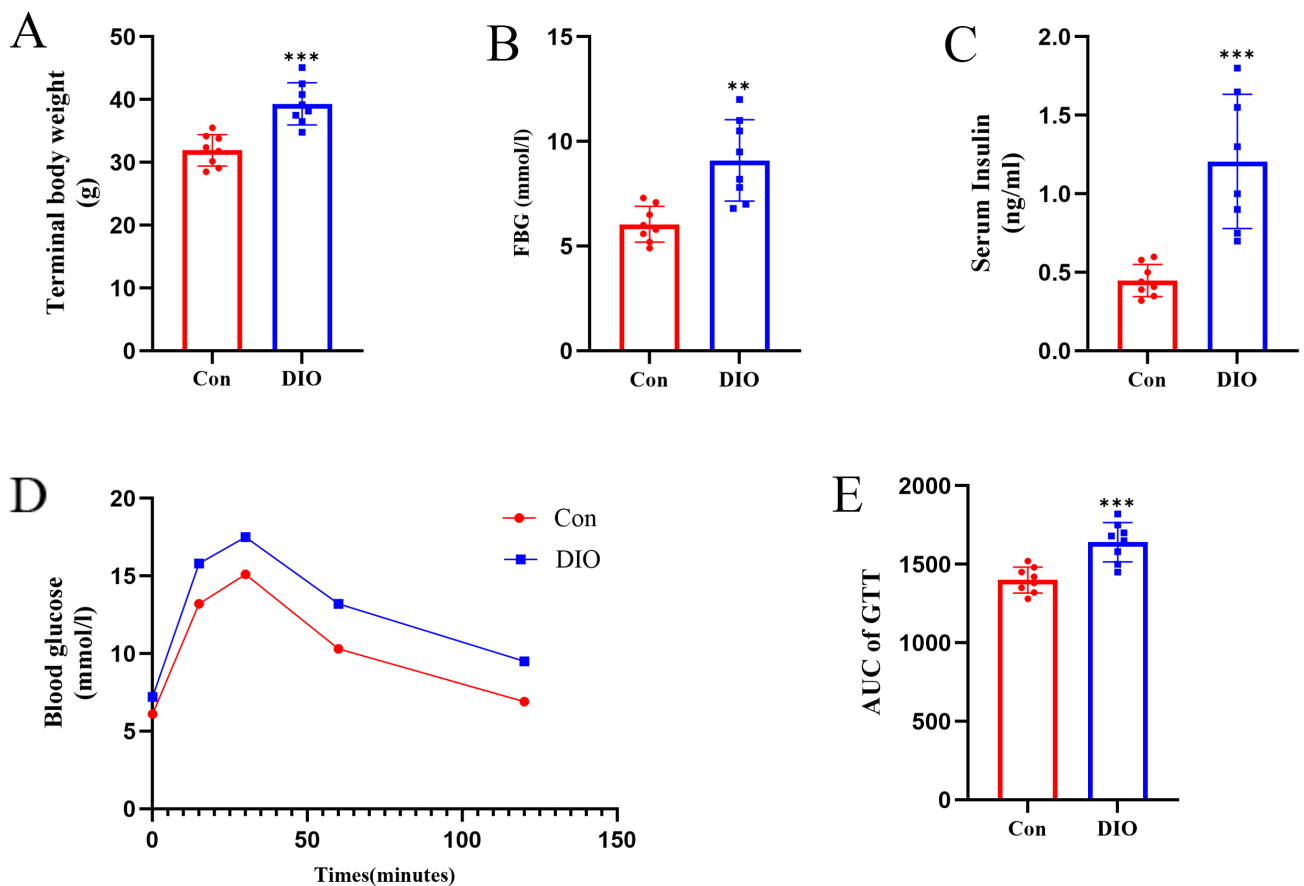 A
Terminal body weight
(g)
50
40
30
20
10
0
***
Con
DIO
B
FBG (mmol/l)
15
10
5
0
**
Con
DIO
C
Serum Insulin
(ng/ml)
2.0
1.5
1.0
0.5
0.0
***
Con
DIO
D
Blood glucose
(mmol/l)
20
15
10
5
0
0
50
100
150
Times(minutes)
Con
DIO
E
AUC of GTT
2000
1500
1000
500
0
***
Con
DIO